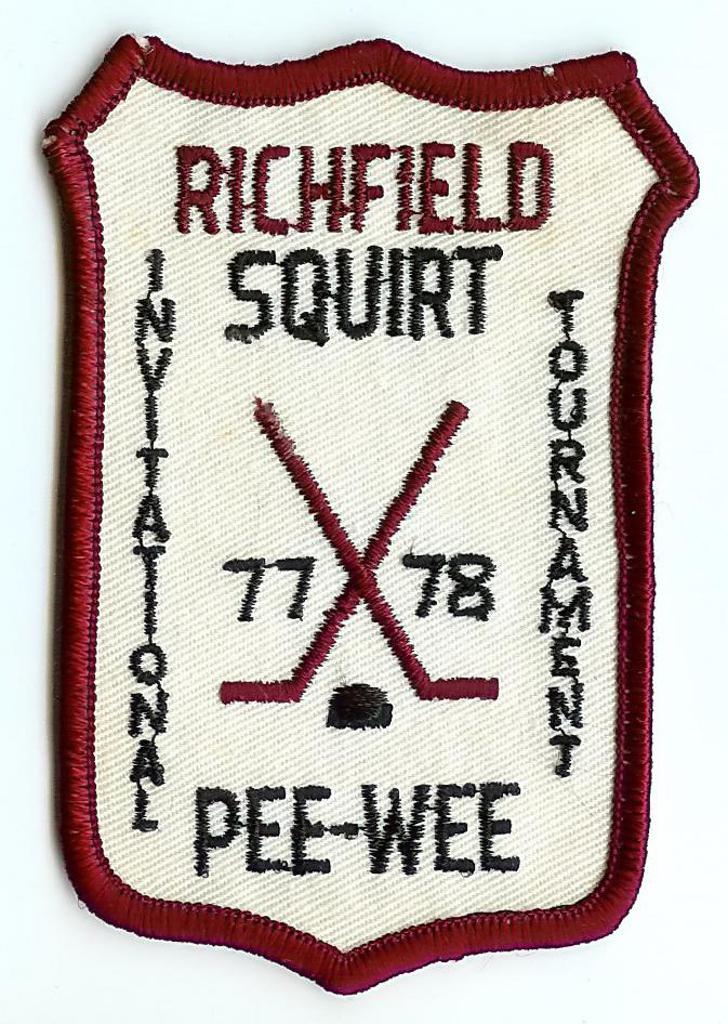 RICHFIELD
SQUIRT
INVITATIONAL
TOURNAMENT
77 78
PEE-WEE